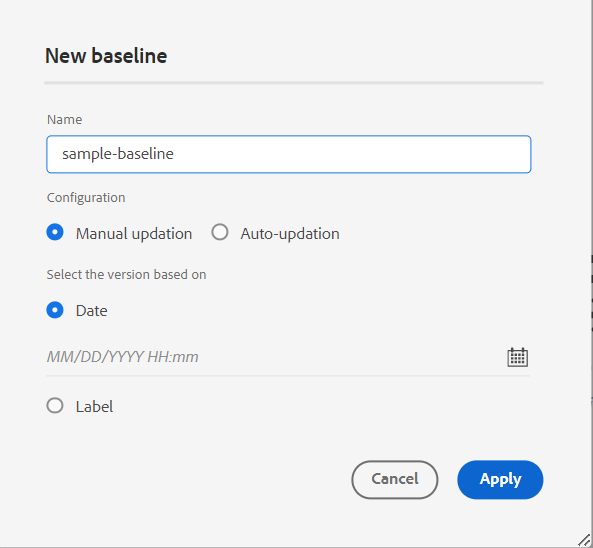 New baseline
Name
sample-baseline
Configuration
Manual updation Auto-updation
Select the version based on
Date
MM/DD/YYYY HH:mm
Label
Cancel Apply